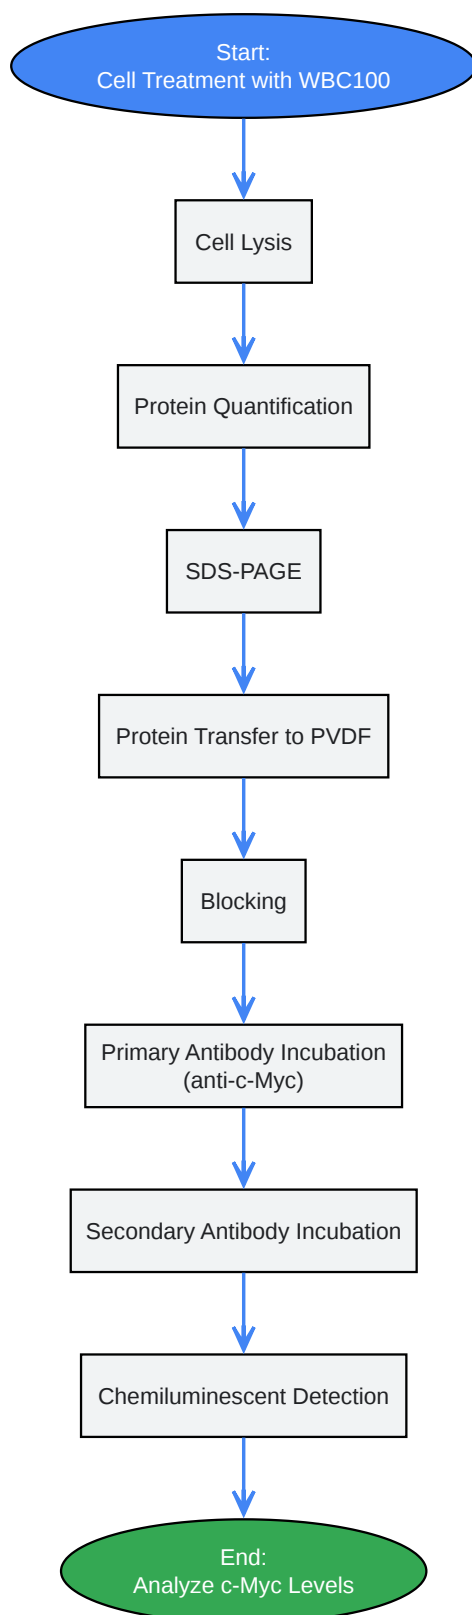 Start:
Cell Treatment with WBC100
Cell Lysis
Protein Quantification
SDS-PAGE
Protein Transfer to PVDF
Blocking
Primary Antibody Incubation
(anti-c-Myc)
Secondary Antibody Incubation
Chemiluminescent Detection
End:
Analyze c-Myc Levels